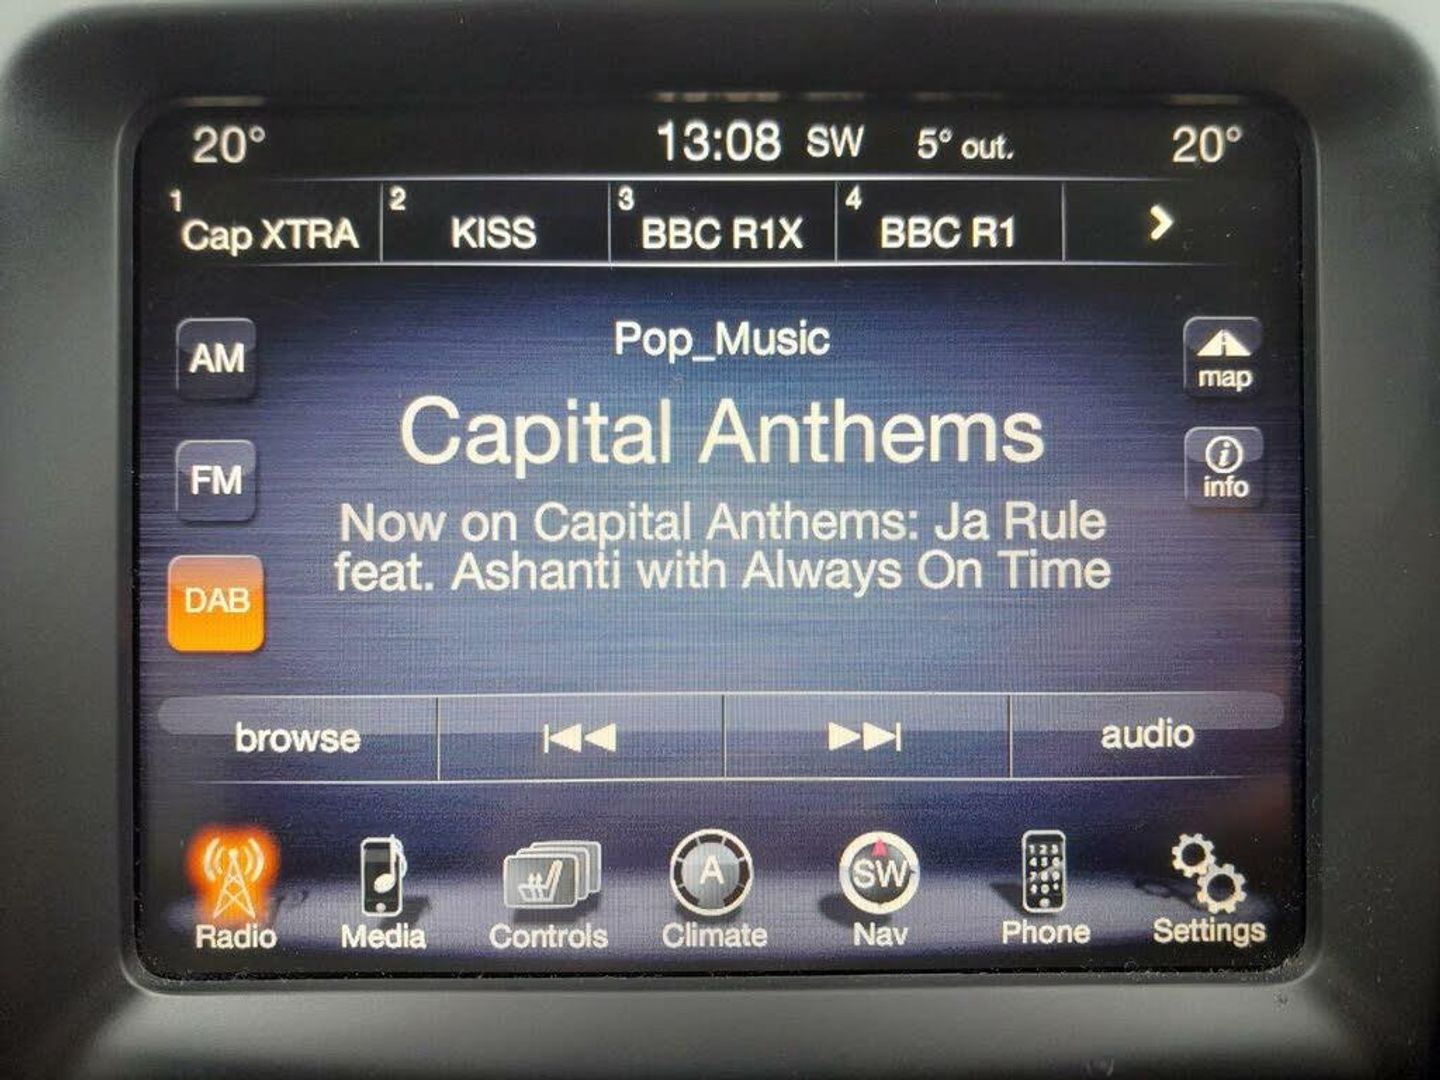 20° 13:08 SW 5° out. 20°
1 Cap XTRA 2 KISS 3 BBC R1X 4 BBC R1
AM
FM
DAB
Pop_Music
Capital Anthems
Now on Capital Anthems: Ja Rule
feat. Ashanti with Always On Time
map
info
browse audio
A SW
Radio Media Controls Climate Nav Phone Settings